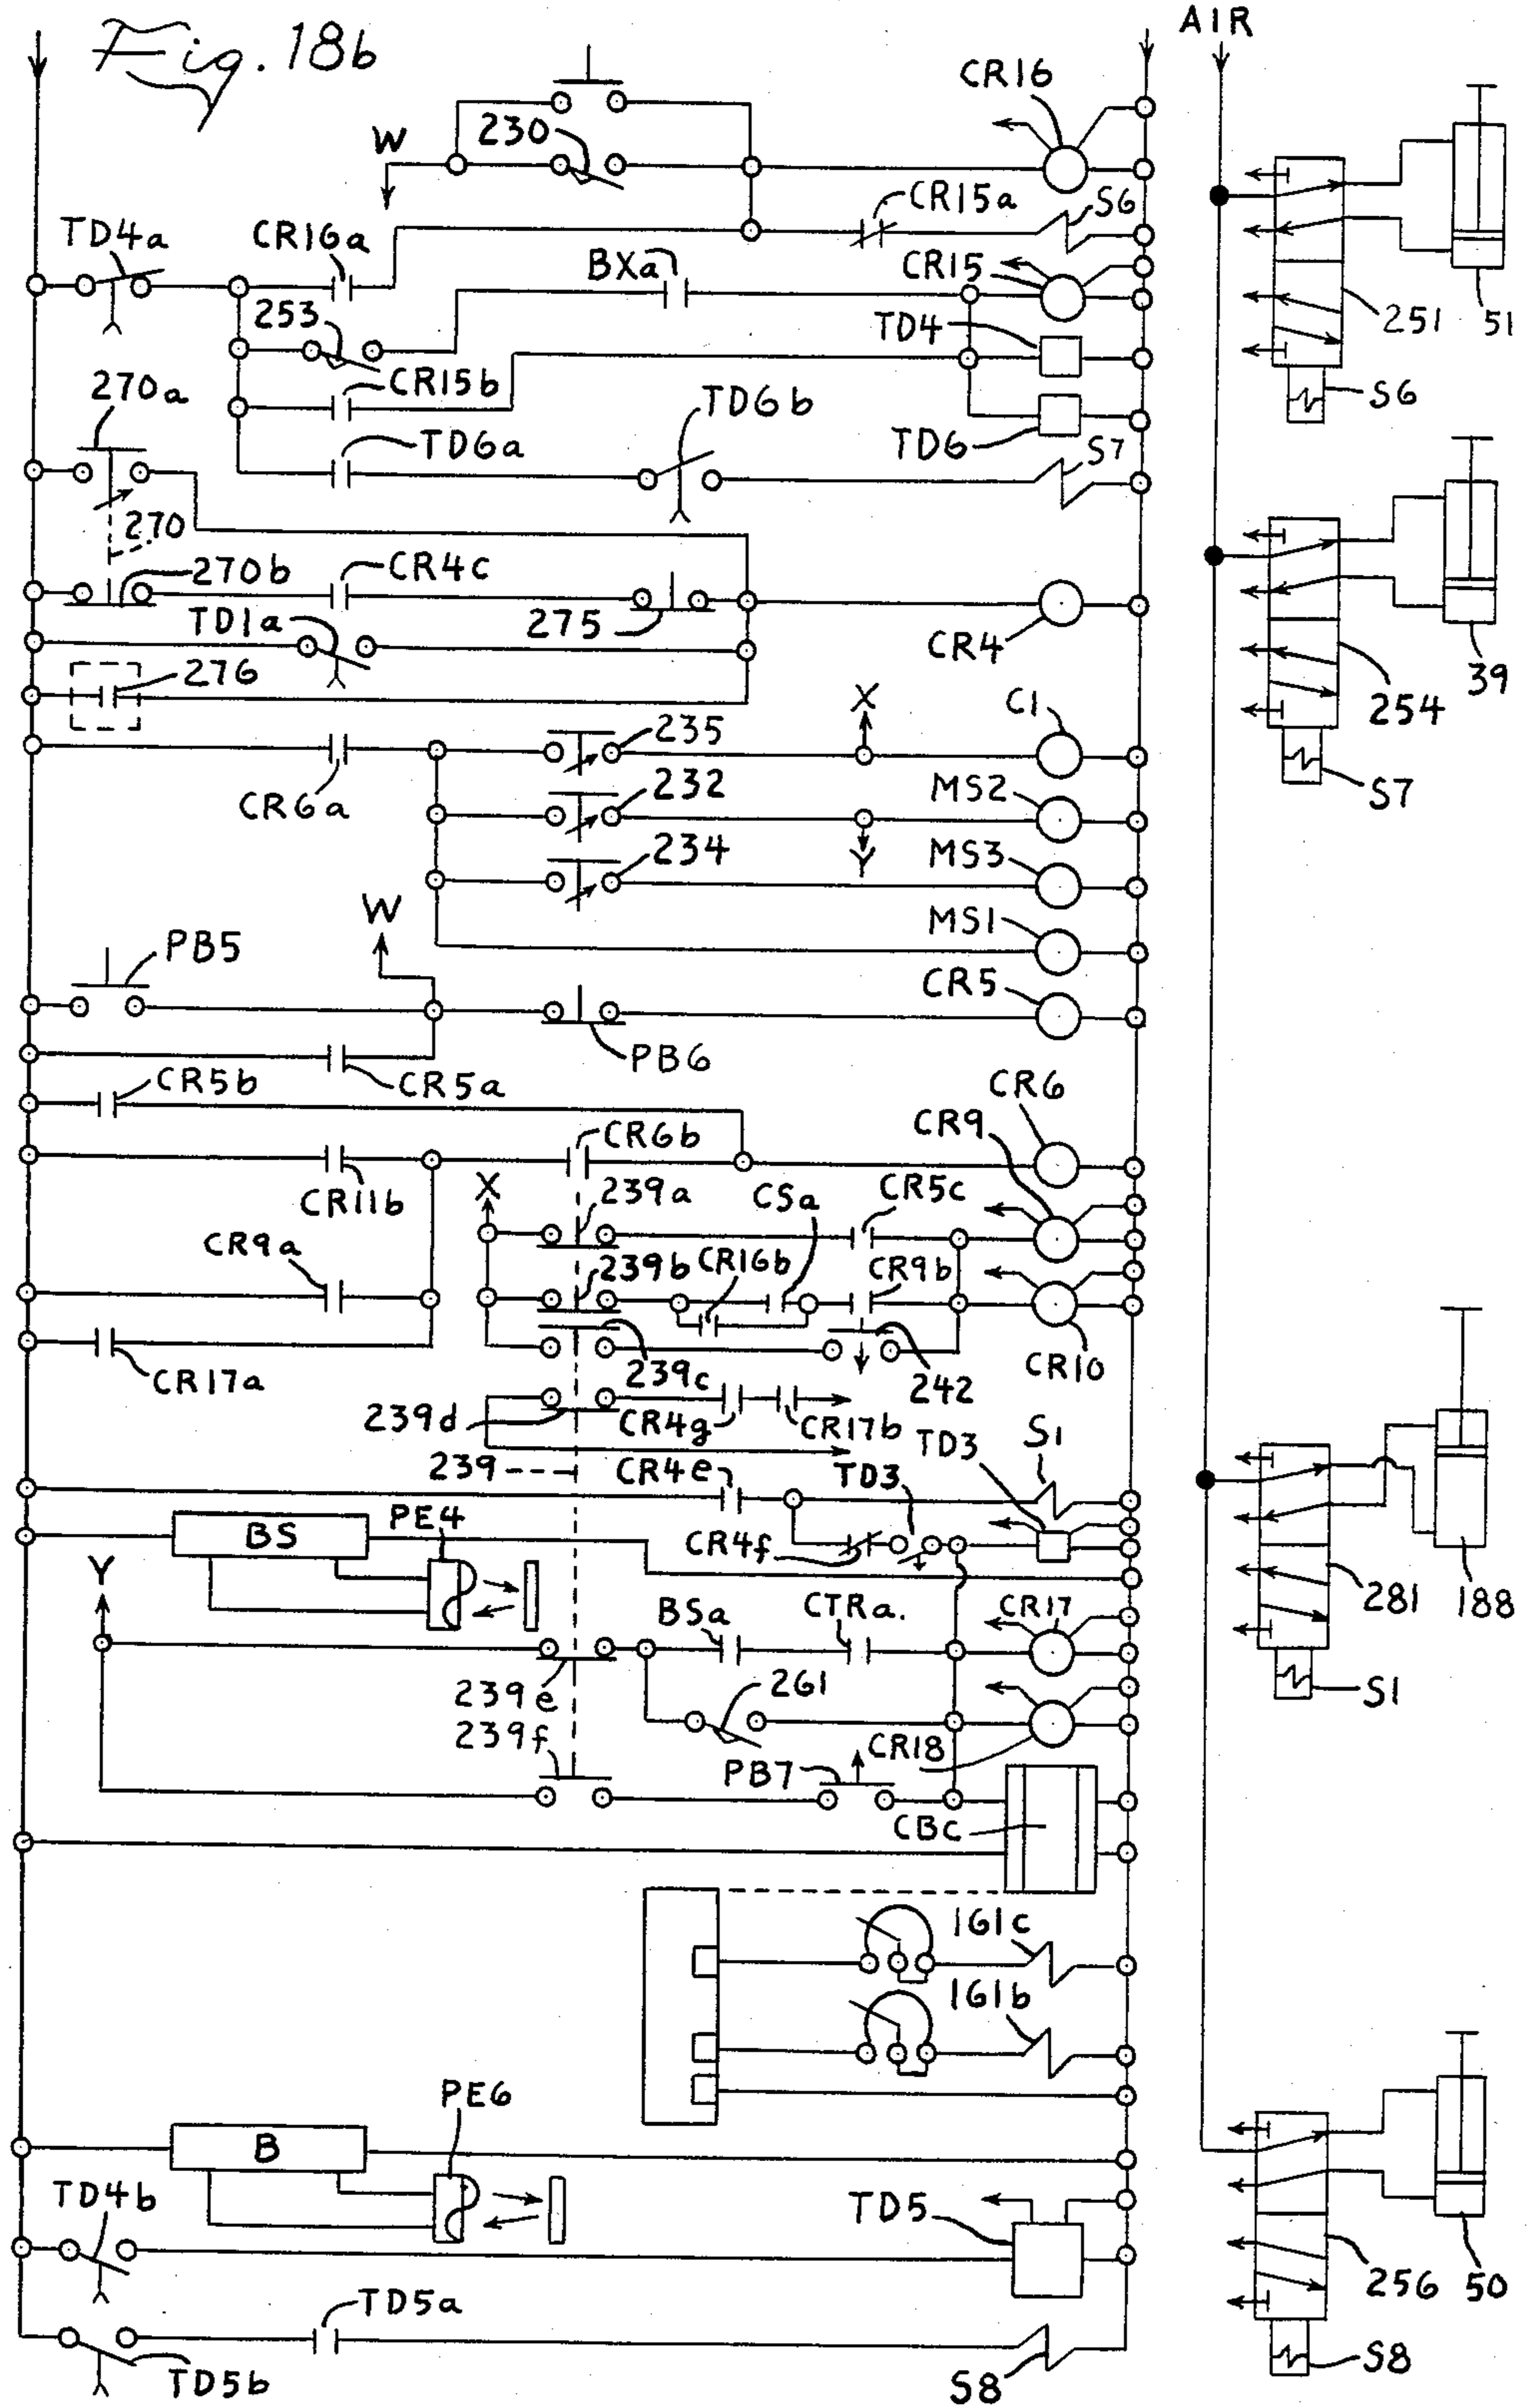 Fig. 18b
AIR
CR16
W
230
CR15a
S6
TD4a
CR16a
BXa
CR15
253
TD4
251
51
CR15b
S6
270a
TD6b
TD6a
TD6
S7
270
270b
CR4c
TD1a
275
CR4
276
39
254
X
C1
235
CR6a
232
MS2
S7
Y
234
MS3
W
MS1
PB5
CR5
PB6
CR5b
CR5a
CR6
CR9
CR6b
CR11b
X
239a
CSa
CR5c
CR9a
239b
CR16b
CR9b
CR17a
239c
242
CR10
239d
CR4g
CR17b
TD3
S1
239
CR4e
TD3
BS
PE4
CR4f
Y
281
188
BSa
CTRa.
CR17
239e
261
S1
239f
CR18
PB7
CBC
161c
161b
PE6
B
TD4b
TD5
TD5a
256
50
TD5b
S8
S8